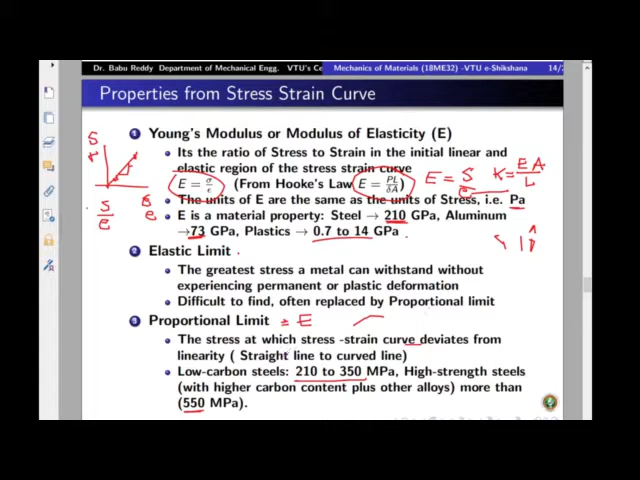 Dr. Babu Reddy Department of Mechanical Engg. VTU's Ce Mechanics of Materials (18ME32) -VTU e-Shikshana 14/
Properties from Stress Strain Curve
1 Young's Modulus or Modulus of Elasticity (E)
S
Its the ratio of Stress to Strain in the initial linear and
elastic region of the stress strain curve
E = σ/ϵ (From Hooke's Law E = PL/δA)
E = S/e K = EA/L
The units of E are the same as the units of Stress, i.e. Pa
S/e e
E is a material property: Steel → 210 GPa, Aluminum
→73 GPa, Plastics → 0.7 to 14 GPa
2 Elastic Limit
The greatest stress a metal can withstand without
experiencing permanent or plastic deformation
Difficult to find, often replaced by Proportional limit
3 Proportional Limit = E
The stress at which stress -strain curve deviates from
linearity ( Straight line to curved line)
Low-carbon steels: 210 to 350 MPa, High-strength steels
(with higher carbon content plus other alloys) more than
(550 MPa).